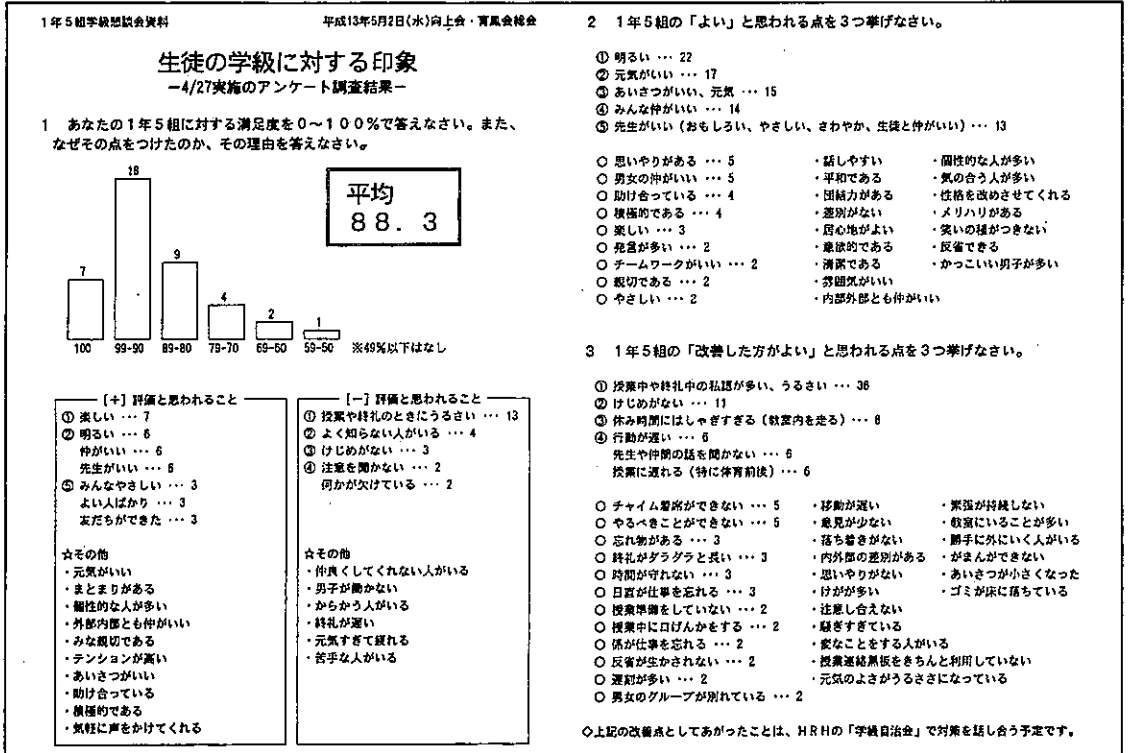 1年5組学級懇談会資料
平成13年5月2日(水)向上会・育鳳会総会
生徒の学級に対する印象
－4/27実施のアンケート調査結果－
1 あなたの1年5組に対する満足度を0～100%で答えなさい。また、
なぜその点をつけたのか、その理由を答えなさい。
平均
88.3
7
18
9
4
2
1
100
99-90
89-80
79-70
69-60
59-50
※49%以下はなし
[+] 評価と思われること
① 楽しい … 7
② 明るい … 6
仲がいい … 6
先生がいい … 6
⑤ みんなやさしい … 3
よい人ばかり … 3
友だちができた … 3
☆その他
・元気がいい
・まとまりがある
・個性的な人が多い
・外部内部とも仲がいい
・みな親切である
・テンションが高い
・あいさつがいい
・助け合っている
・積極的である
・気軽に声をかけてくれる
[-] 評価と思われること
① 授業や終礼のときにうるさい … 13
② よく知らない人がいる … 4
③ けじめがない … 3
④ 注意を聞かない … 2
何かが欠けている … 2
☆その他
・仲良くしてくれない人がいる
・男子が働かない
・からかう人がいる
・終礼が遅い
・元気すぎて疲れる
・苦手な人がいる
2 1年5組の「よい」と思われる点を3つ挙げなさい。
① 明るい … 22
② 元気がいい … 17
③ あいさつがいい、元気 … 15
④ みんな仲がいい … 14
⑤ 先生がいい（おもしろい、やさしい、さわやか、生徒と仲がいい）… 13
○ 思いやりがある … 5 ・話しやすい ・個性的な人が多い
○ 男女の仲がいい … 5 ・平和である ・気の合う人が多い
○ 助け合っている … 4 ・団結力がある ・性格を改めさせてくれる
○ 積極的である … 4 ・差別がない ・メリハリがある
○ 楽しい … 3 ・居心地がよい ・笑いの種がつきない
○ 発言が多い … 2 ・意欲的である ・反省できる
○ チームワークがいい … 2 ・清潔である ・かっこいい男子が多い
○ 親切である … 2 ・雰囲気がいい
○ やさしい … 2 ・内部外部とも仲がいい
3 1年5組の「改善した方がよい」と思われる点を3つ挙げなさい。
① 授業中や終礼中の私語が多い、うるさい … 36
② けじめがない … 11
③ 休み時間にはしゃぎすぎる（教室内を走る）… 8
④ 行動が遅い … 6
先生や仲間の話を聞かない … 6
授業に遅れる（特に体育前後）… 6
○ チャイム着席ができない … 5 ・移動が遅い ・緊張が持続しない
○ やるべきことができない … 5 ・意見が少ない ・教室にいることが多い
○ 忘れ物がある … 3 ・落ち着きがない ・勝手に外にいく人がいる
○ 終礼がダラダラと長い … 3 ・内外部の差別がある ・がまんができない
○ 時間が守れない … 3 ・思いやりがない ・あいさつが小さくなった
○ 日直が仕事を忘れる … 3 ・けがが多い ・ゴミが床に落ちている
○ 授業準備をしていない … 2 ・注意し合えない
○ 授業中に口げんかをする … 2 ・騒ぎすぎている
○ 係が仕事を忘れる … 2 ・変なことをする人がいる
○ 反省が生かされない … 2 ・授業連絡黒板をきちんと利用していない
○ 遅刻が多い … 2 ・元気のよさがうるささになっている
○ 男女のグループが別れている … 2
◇上記の改善点としてあがったことは、HRHの「学級自治会」で対策を話し合う予定です。